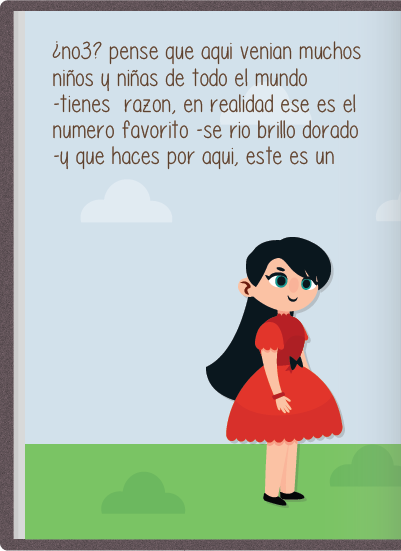 ¿no3? pense que aqui venian muchos
niños y niñas de todo el mundo
-tienes  razon, en realidad ese es el
numero favorito -se rio brillo dorado
-y que haces por aqui, este es un